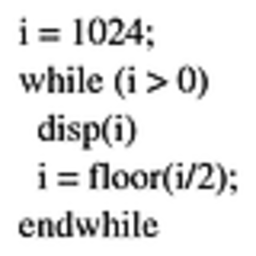 i = 1024;
while (i > 0)
disp(i)
i = floor(i/2);
endwhile